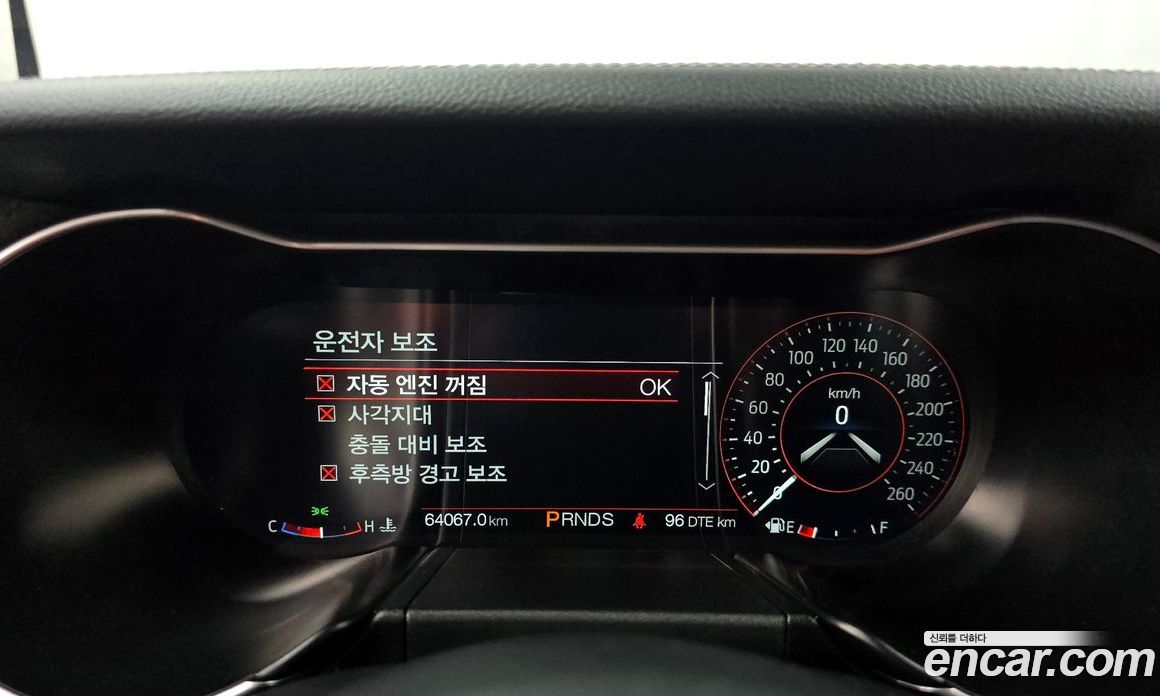 운전자 보조
자동 엔진 꺼짐 OK
사각지대
충돌 대비 보조
후측방 경고 보조
C H
64067.0 km PRNDS 96 DTE km
E F
0 20 40 60 80 100 120 140 160 180 200 220 240 260
km/h
0
신뢰를 더하다
encar.com